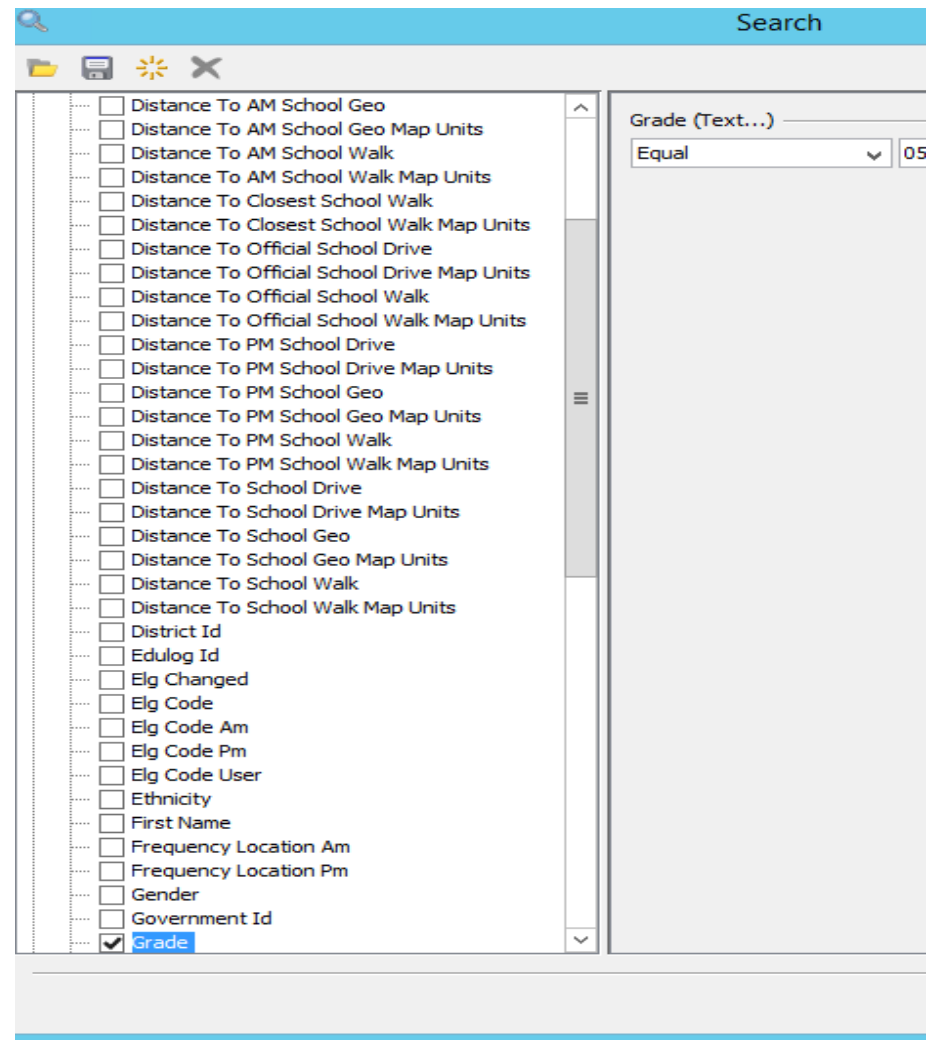 Search
Distance To AM School Geo
Distance To AM School Geo Map Units
Distance To AM School Walk
Distance To AM School Walk Map Units
Distance To Closest School Walk
Distance To Closest School Walk Map Units
Distance To Official School Drive
Distance To Official School Drive Map Units
Distance To Official School Walk
Distance To Official School Walk Map Units
Distance To PM School Drive
Distance To PM School Drive Map Units
Distance To PM School Geo
Distance To PM School Geo Map Units
Distance To PM School Walk
Distance To PM School Walk Map Units
Distance To School Drive
Distance To School Drive Map Units
Distance To School Geo
Distance To School Geo Map Units
Distance To School Walk
Distance To School Walk Map Units
District Id
Edulog Id
Elg Changed
Elg Code
Elg Code Am
Elg Code Pm
Elg Code User
Ethnicity
First Name
Frequency Location Am
Frequency Location Pm
Gender
Government Id
Grade
Grade (Text...)
Equal 05